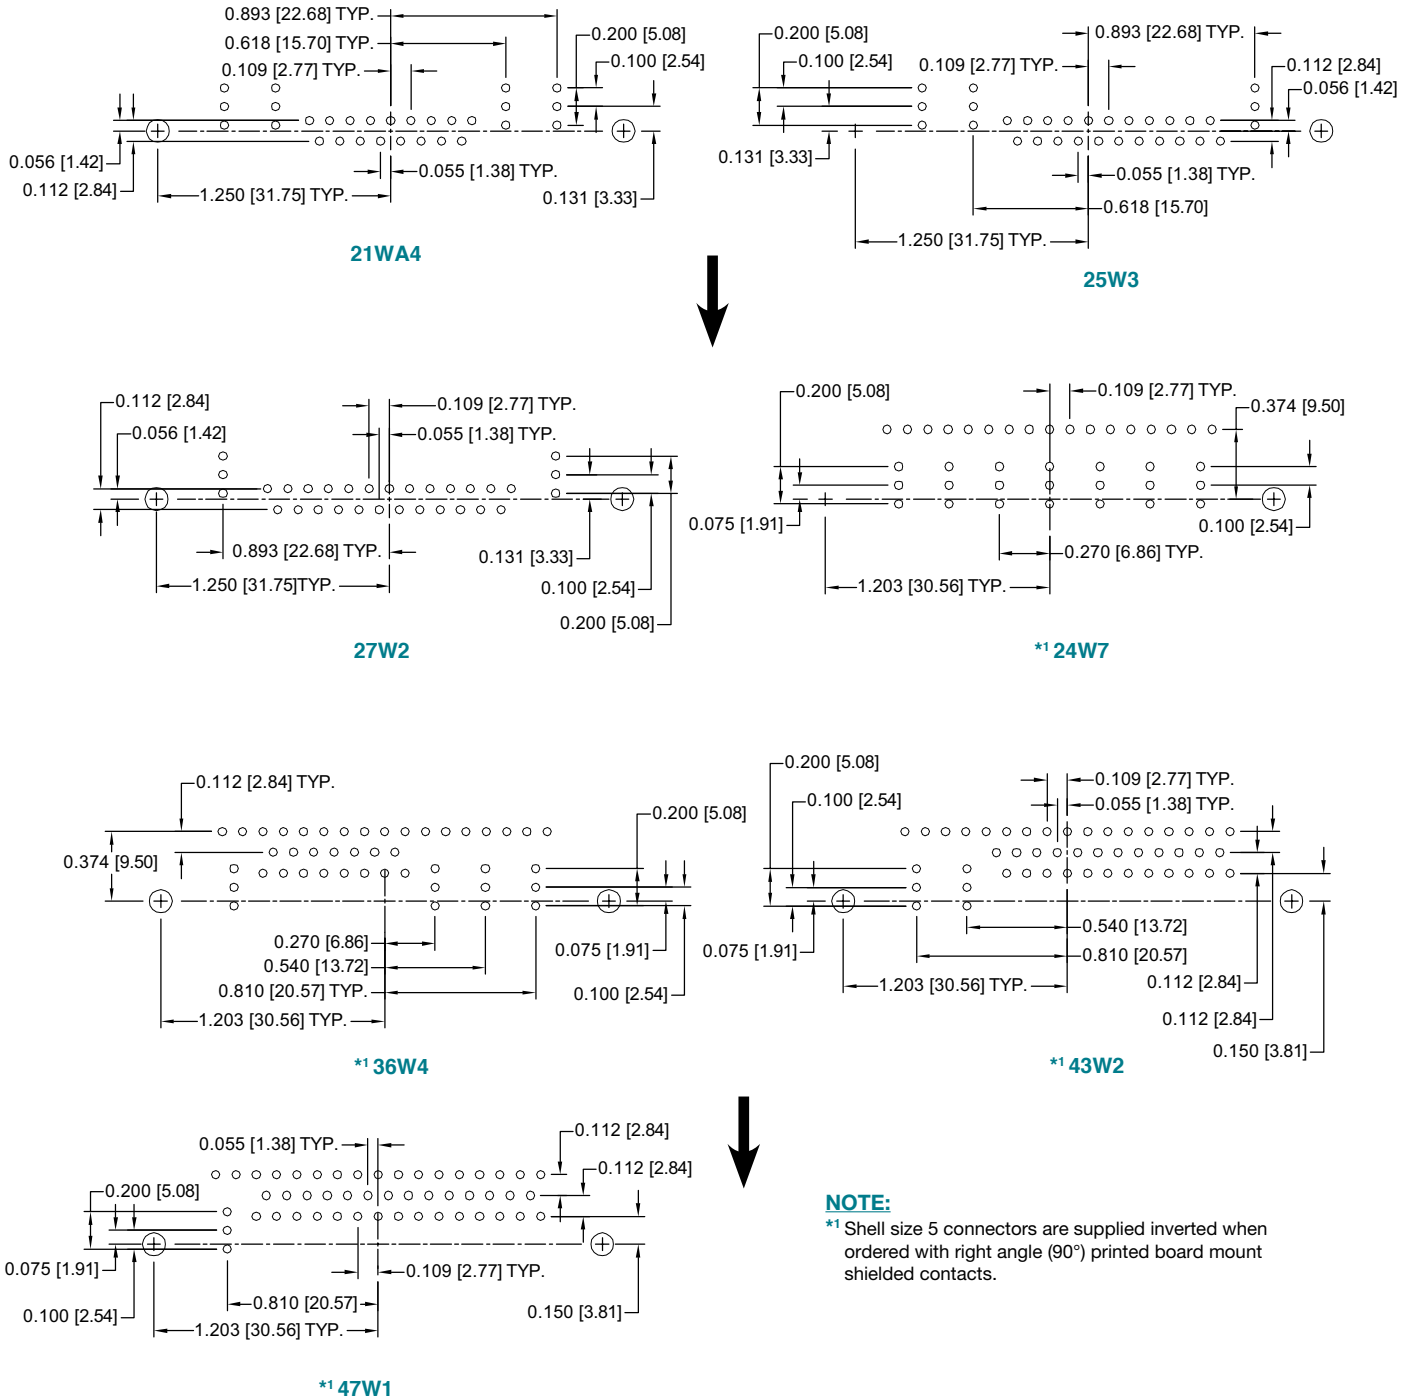 0.893 [22.68] TYP.
0.618 [15.70] TYP.
0.109 [2.77] TYP.
0.200 [5.08]
0.100 [2.54]
0.056 [1.42]
0.112 [2.84]
0.055 [1.38] TYP.
1.250 [31.75] TYP.
0.131 [3.33]
21WA4
0.200 [5.08]
0.100 [2.54]
0.893 [22.68] TYP.
0.109 [2.77] TYP.
0.112 [2.84]
0.056 [1.42]
0.131 [3.33]
0.055 [1.38] TYP.
0.618 [15.70]
1.250 [31.75] TYP.
25W3
0.112 [2.84]
0.056 [1.42]
0.109 [2.77] TYP.
0.055 [1.38] TYP.
0.893 [22.68] TYP.
0.131 [3.33]
1.250 [31.75]TYP.
0.100 [2.54]
0.200 [5.08]
27W2
0.200 [5.08]
0.109 [2.77] TYP.
0.374 [9.50]
0.075 [1.91]
0.100 [2.54]
0.270 [6.86] TYP.
1.203 [30.56] TYP.
*1 24W7
0.112 [2.84] TYP.
0.200 [5.08]
0.374 [9.50]
0.270 [6.86]
0.075 [1.91]
0.540 [13.72]
0.810 [20.57] TYP.
0.100 [2.54]
1.203 [30.56] TYP.
*1 36W4
0.200 [5.08]
0.109 [2.77] TYP.
0.100 [2.54]
0.055 [1.38] TYP.
0.540 [13.72]
0.075 [1.91]
0.810 [20.57]
1.203 [30.56] TYP.
0.112 [2.84]
0.112 [2.84]
0.150 [3.81]
*1 43W2
0.055 [1.38] TYP.
0.112 [2.84]
0.112 [2.84]
0.200 [5.08]
0.075 [1.91]
0.109 [2.77] TYP.
0.100 [2.54]
0.810 [20.57]
0.150 [3.81]
1.203 [30.56] TYP.
*1 47W1
NOTE:
*1 Shell size 5 connectors are supplied inverted when
ordered with right angle (90°) printed board mount
shielded contacts.